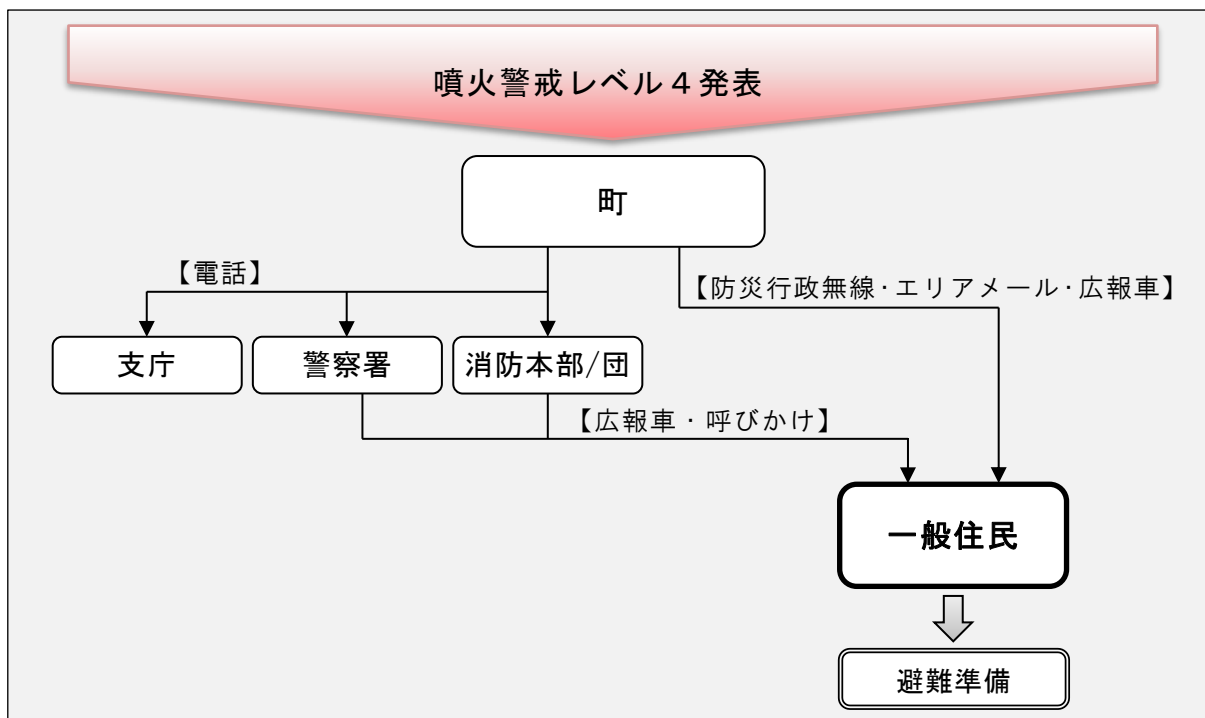 噴火警戒レベル４発表
町
【電話】
【防災行政無線・エリアメール・広報車】
支庁
警察署
消防本部/団
【広報車・呼びかけ】
一般住民
避難準備